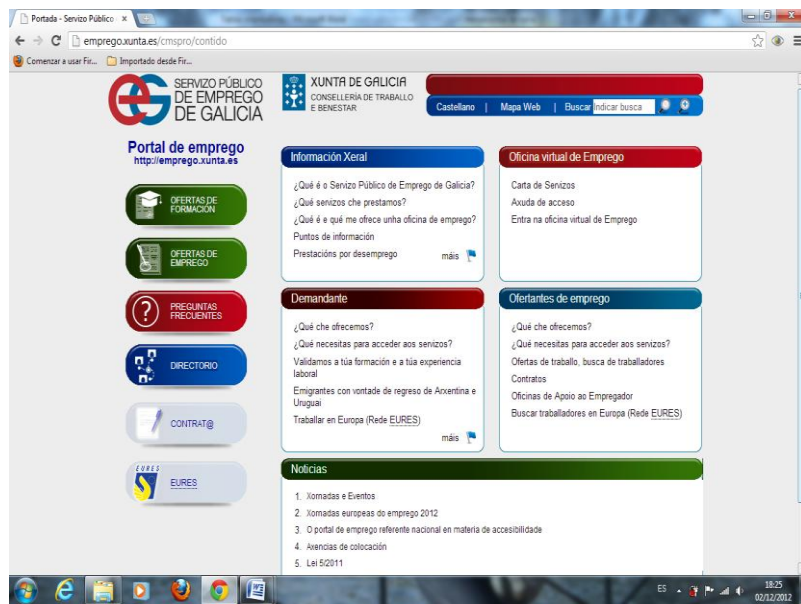 Portada - Servizo Público
emprego.xunta.es/cmspro/contido
Comenzar a usar Fir...
Importado desde Fir...
SERVIZO PÚBLICO
DE EMPREGO
DE GALICIA
XUNTA DE GALICIA
CONSELLERÍA DE TRABALLO
E BENESTAR
Castellano | Mapa Web | Buscar Indicar busca
Portal de emprego
http://emprego.xunta.es
OFERTAS DE
FORMACIÓN
OFERTAS DE
EMPREGO
PREGUNTAS
FRECUENTES
DIRECTORIO
CONTRAT@
EURES
EURES
Información Xeral
¿Qué é o Servizo Público de Emprego de Galicia?
¿Qué servizos che prestamos?
¿Qué é e qué me ofrece unha oficina de emprego?
Puntos de información
Prestacións por desemprego
máis
Oficina virtual de Emprego
Carta de Servizos
Axuda de acceso
Entra na oficina virtual de Emprego
Demandante
¿Qué che ofrecemos?
¿Qué necesitas para acceder aos servizos?
Validamos a túa formación e a túa experiencia
laboral
Emigrantes con vontade de regreso de Arxentina e
Uruguai
Traballar en Europa (Rede EURES)
máis
Ofertantes de emprego
¿Qué che ofrecemos?
¿Qué necesitas para acceder aos servizos?
Ofertas de traballo, busca de traballadores
Contratos
Oficinas de Apoio ao Empregador
Buscar traballadores en Europa (Rede EURES)
Noticias
1. Xornadas e Eventos
2. Xornadas europeas do emprego 2012
3. O portal de emprego referente nacional en materia de accesibilidade
4. Axencias de colocación
5. Lei 5/2011
ES
18:25
02/12/2012